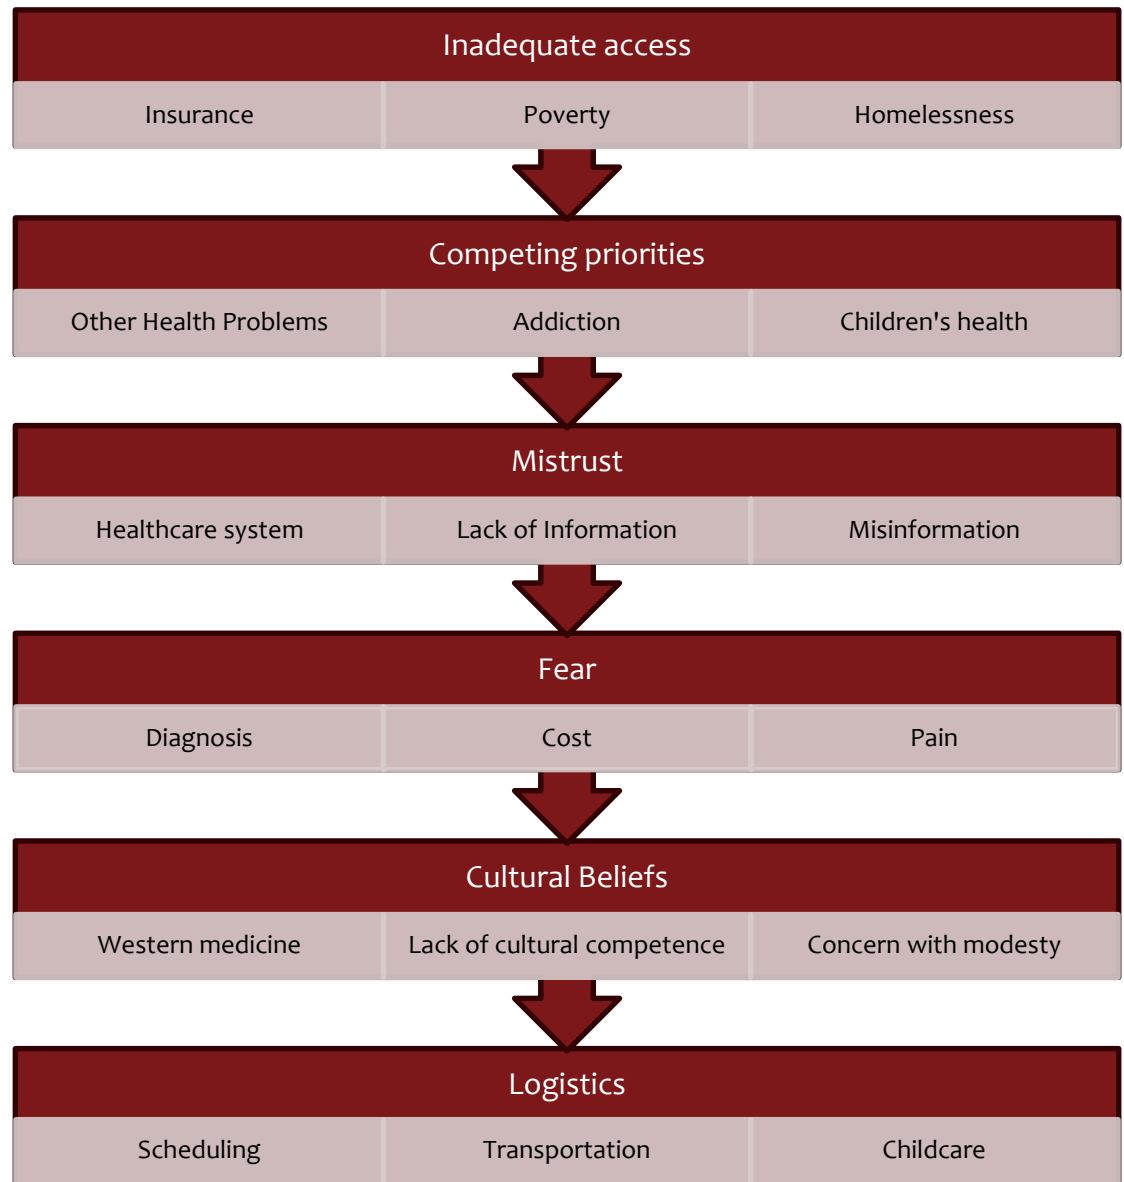 Inadequate access
Insurance Poverty Homelessness
Competing priorities
Other Health Problems Addiction Children's health
Mistrust
Healthcare system Lack of Information Misinformation
Fear
Diagnosis Cost Pain
Cultural Beliefs
Western medicine Lack of cultural competence Concern with modesty
Logistics
Scheduling Transportation Childcare